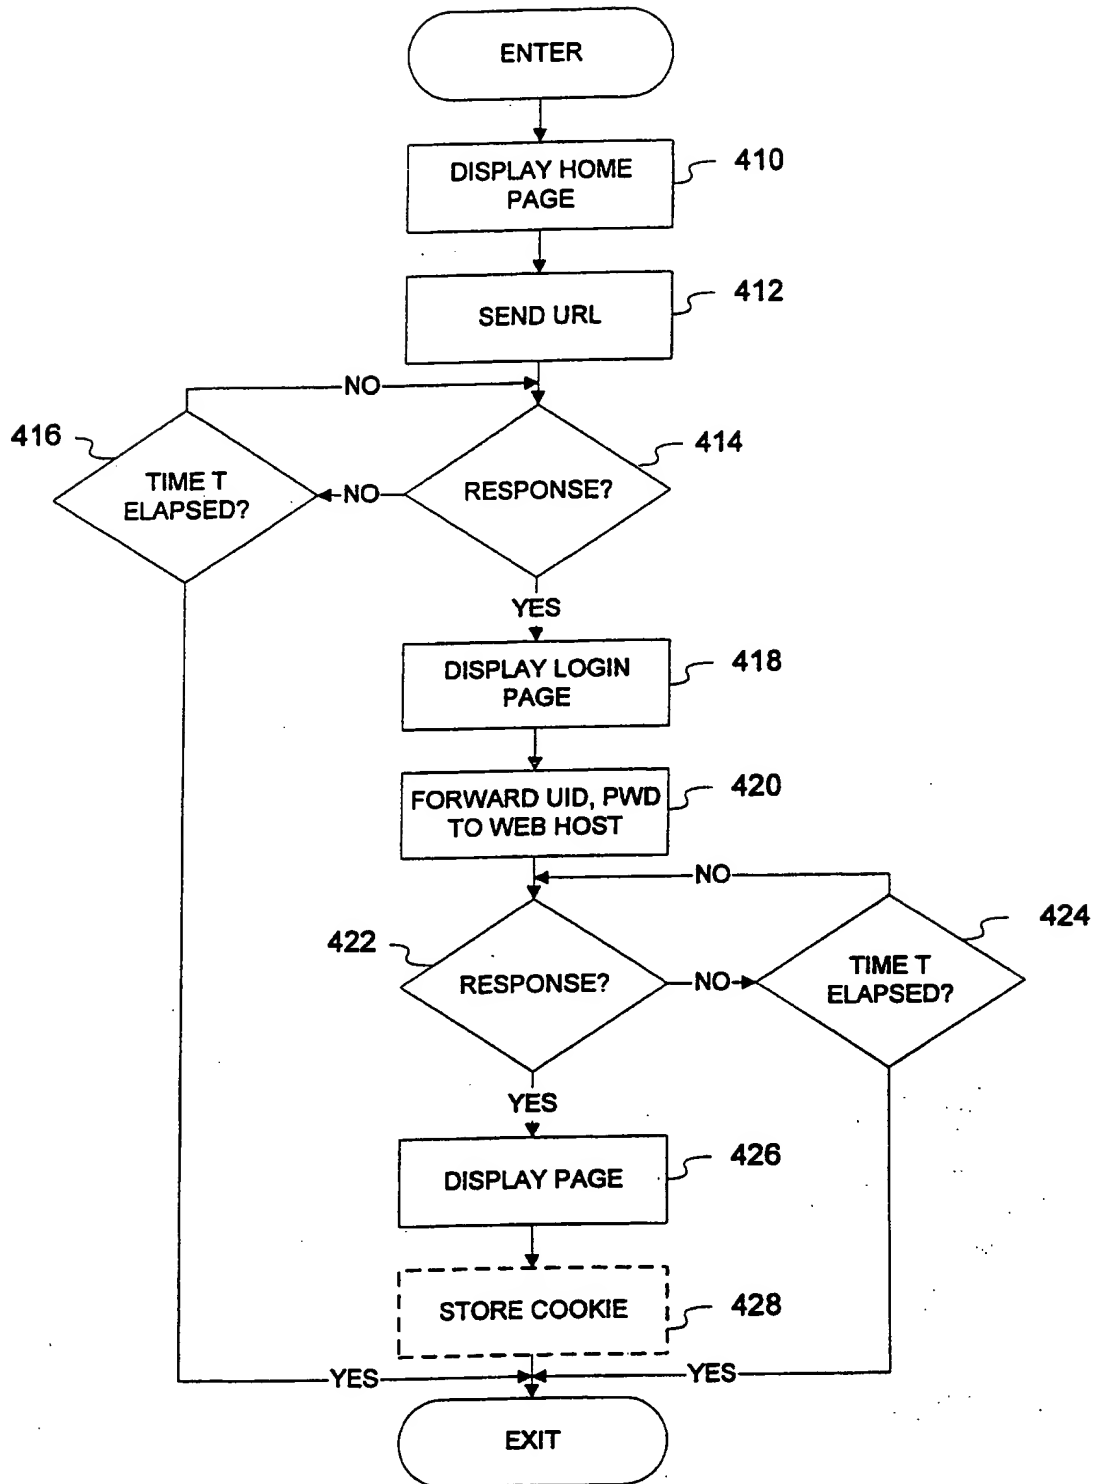 ENTER
DISPLAY HOME
PAGE
410
SEND URL
412
NO
416
TIME T
ELAPSED?
NO
RESPONSE?
414
YES
DISPLAY LOGIN
PAGE
418
FORWARD UID, PWD
TO WEB HOST
420
NO
422
RESPONSE?
NO
TIME T
ELAPSED?
424
YES
DISPLAY PAGE
426
STORE COOKIE
428
YES
YES
EXIT